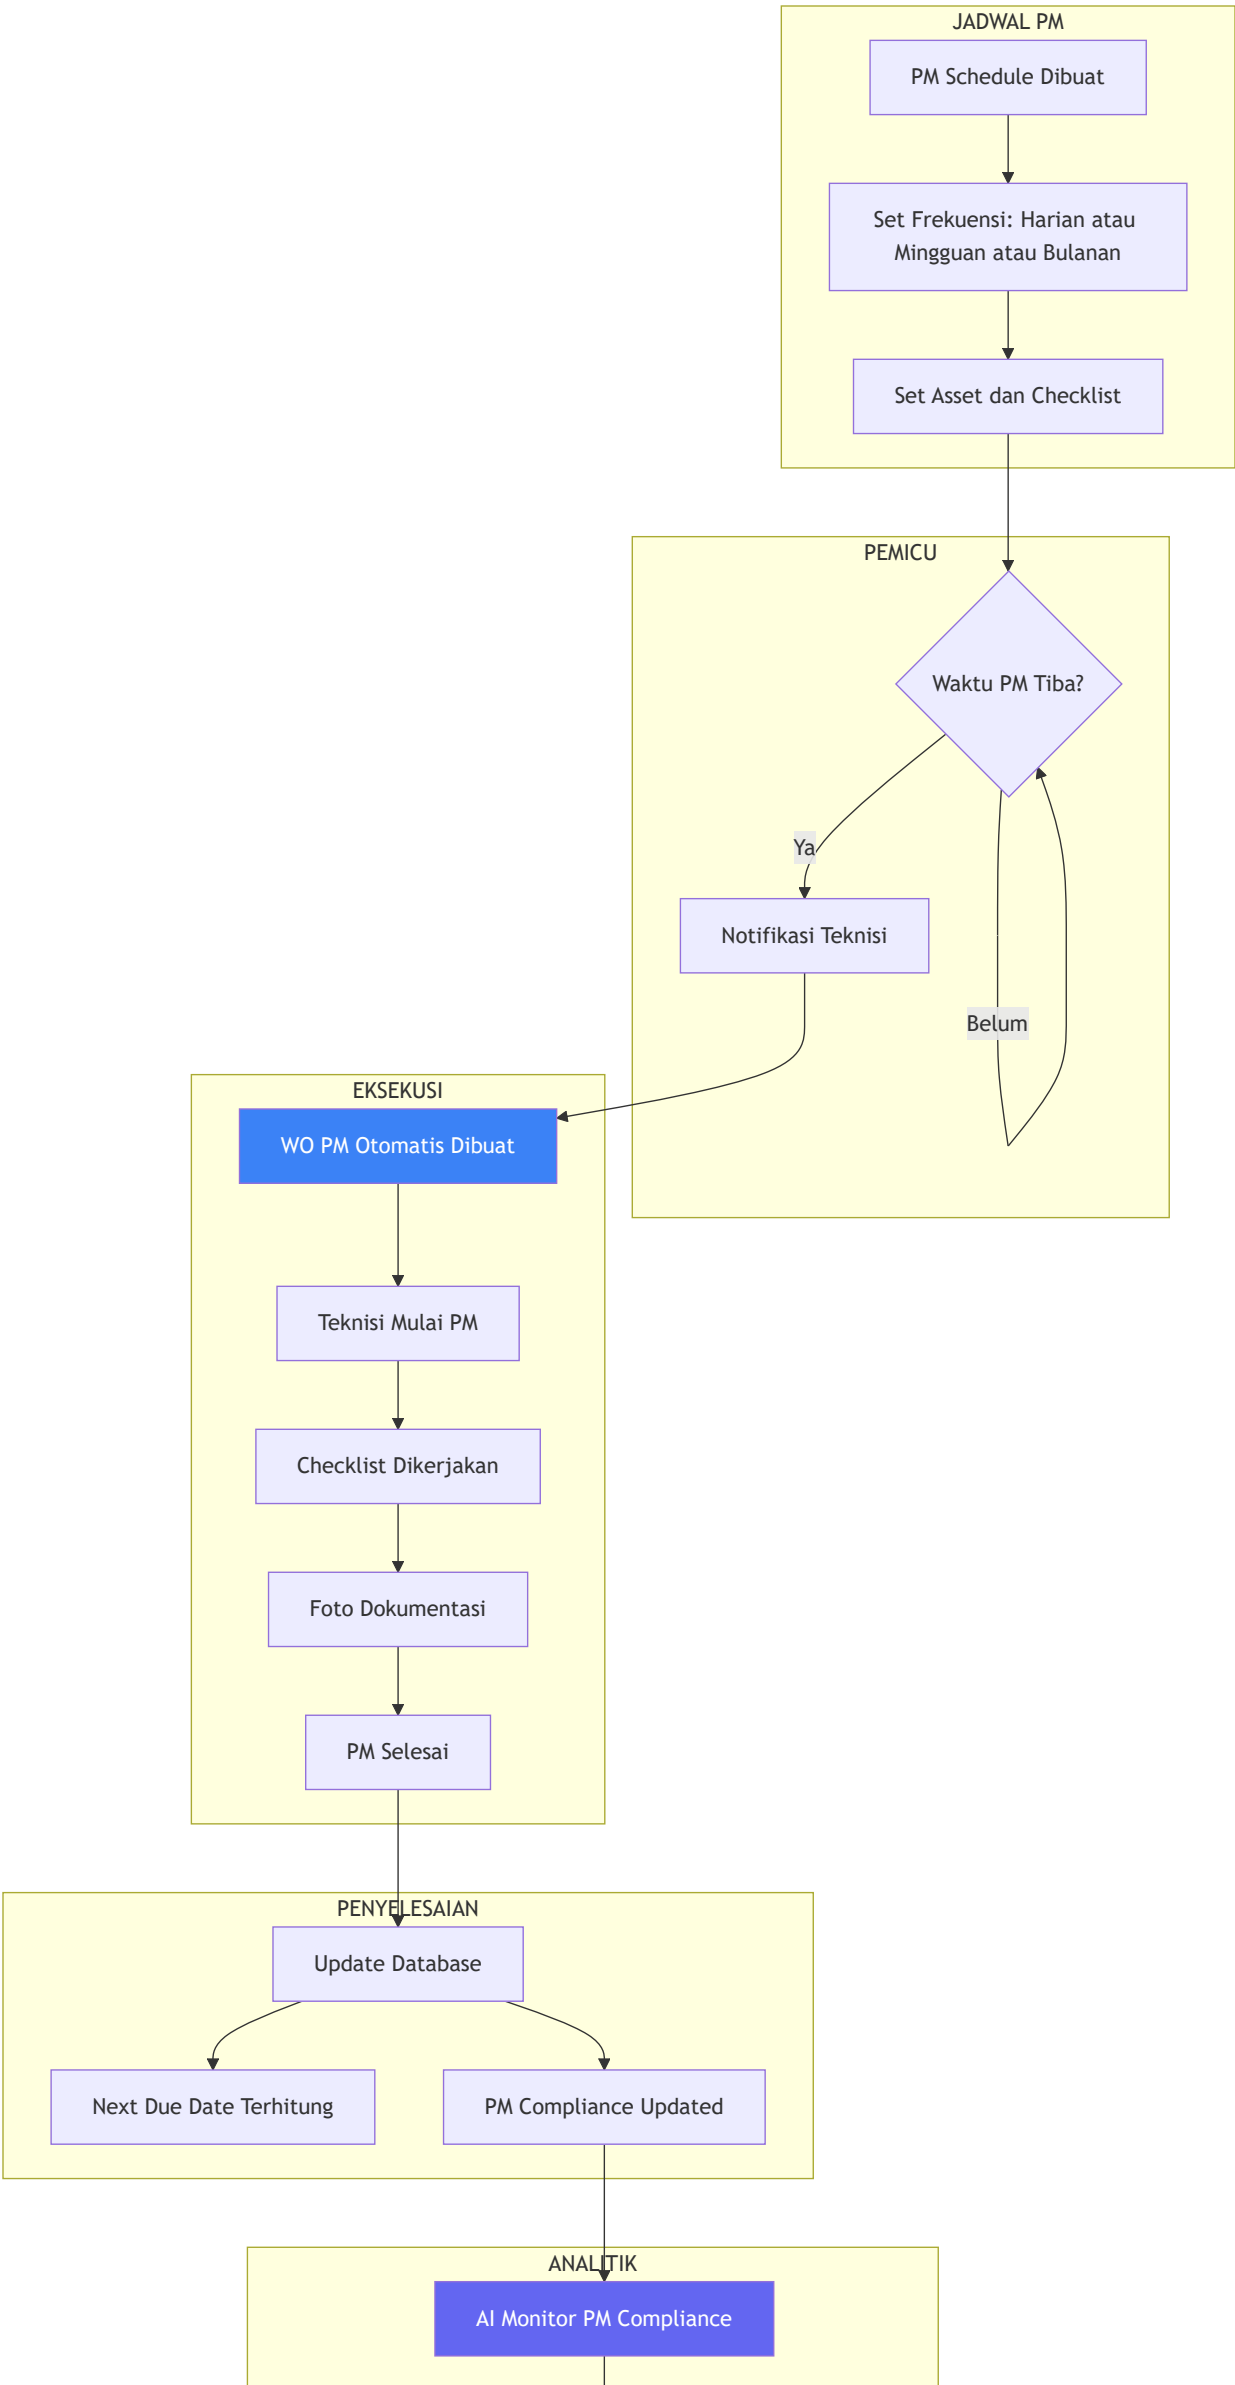 JADWAL PM
PM Schedule Dibuat
Set Frekuensi: Harian atau
Mingguan atau Bulanan
Set Asset dan Checklist
PEMICU
Waktu PM Tiba?
Ya
Notifikasi Teknisi
Belum
EKSEKUSI
WO PM Otomatis Dibuat
Teknisi Mulai PM
Checklist Dikerjakan
Foto Dokumentasi
PM Selesai
PENYELESAIAN
Update Database
Next Due Date Terhitung
PM Compliance Updated
ANALITIK
AI Monitor PM Compliance